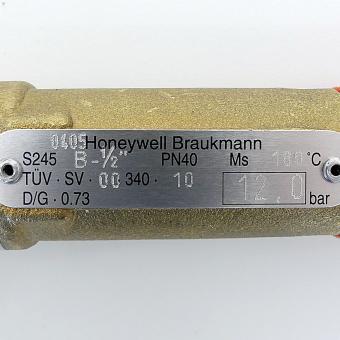 0405 Honeywell Braukmann
S245 B-½" PN40 Ms 180°C
TÜV · SV · 00 340 · 10 12,0 bar
D/G · 0.73